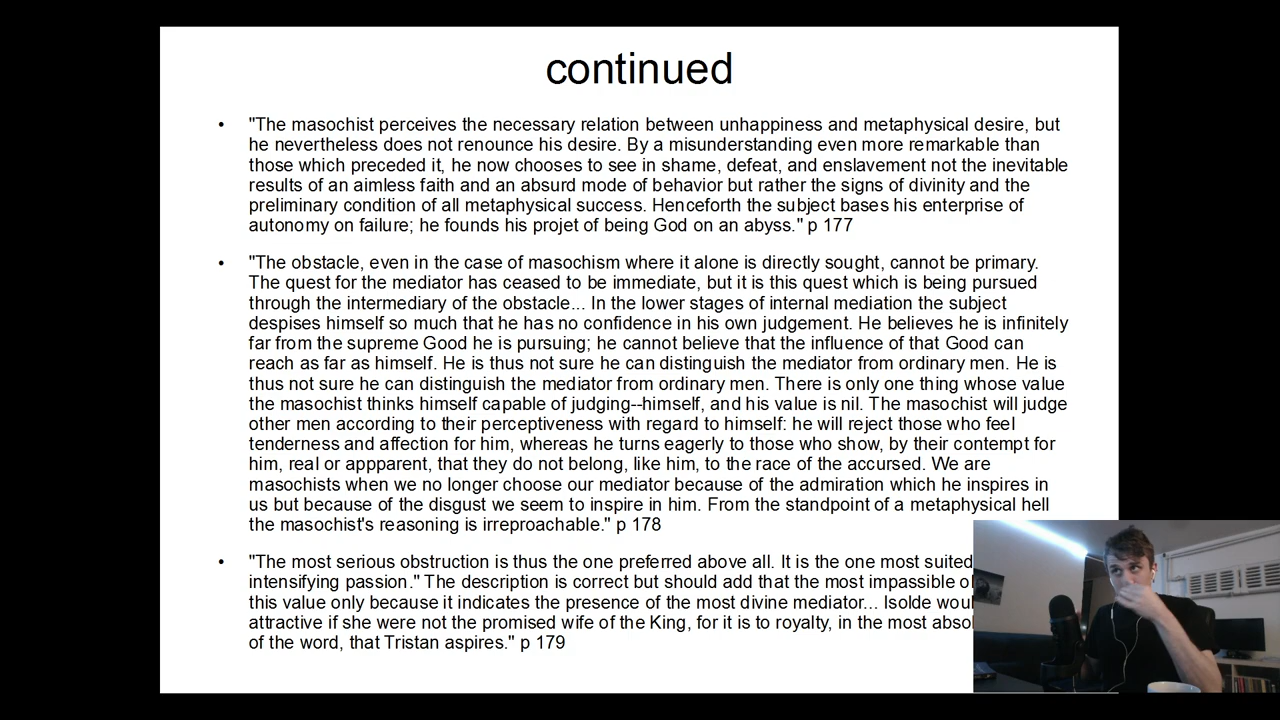 continued
• "The masochist perceives the necessary relation between unhappiness and metaphysical desire, but
he nevertheless does not renounce his desire. By a misunderstanding even more remarkable than
those which preceded it, he now chooses to see in shame, defeat, and enslavement not the inevitable
results of an aimless faith and an absurd mode of behavior but rather the signs of divinity and the
preliminary condition of all metaphysical success. Henceforth the subject bases his enterprise of
autonomy on failure; he founds his projet of being God on an abyss." p 177
• "The obstacle, even in the case of masochism where it alone is directly sought, cannot be primary.
The quest for the mediator has ceased to be immediate, but it is this quest which is being pursued
through the intermediary of the obstacle... In the lower stages of internal mediation the subject
despises himself so much that he has no confidence in his own judgement. He believes he is infinitely
far from the supreme Good he is pursuing; he cannot believe that the influence of that Good can
reach as far as himself. He is thus not sure he can distinguish the mediator from ordinary men. He is
thus not sure he can distinguish the mediator from ordinary men. There is only one thing whose value
the masochist thinks himself capable of judging--himself, and his value is nil. The masochist will judge
other men according to their perceptiveness with regard to himself: he will reject those who feel
tenderness and affection for him, whereas he turns eagerly to those who show, by their contempt for
him, real or appparent, that they do not belong, like him, to the race of the accursed. We are
masochists when we no longer choose our mediator because of the admiration which he inspires in
us but because of the disgust we seem to inspire in him. From the standpoint of a metaphysical hell
the masochist's reasoning is irreproachable." p 178
• "The most serious obstruction is thus the one preferred above all. It is the one most suited
intensifying passion." The description is correct but should add that the most impassible
this value only because it indicates the presence of the most divine mediator... Isolde
attractive if she were not the promised wife of the King, for it is to royalty, in the most
of the word, that Tristan aspires." p 179